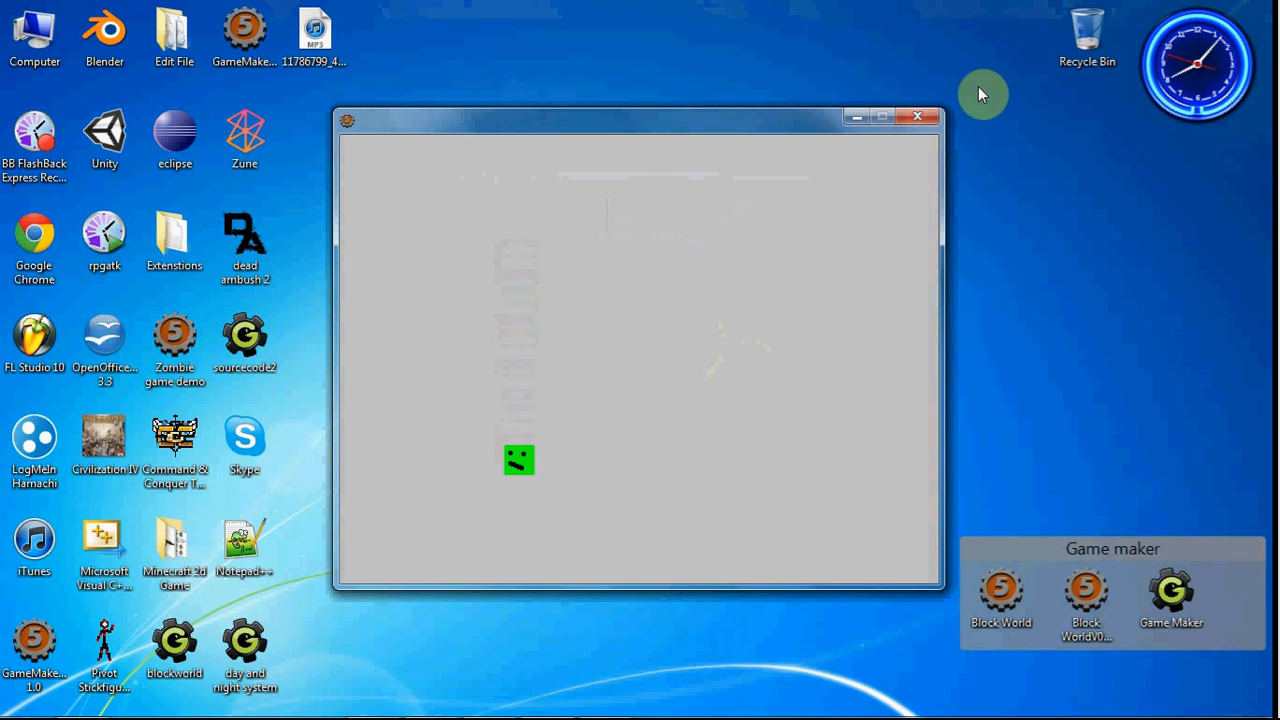 Computer
Blender
Edit File
GameMake...
11786799_4...
MP3
Recycle Bin
BB FlashBack
Express Rec...
Unity
eclipse
Zune
Google
Chrome
rpgatk
Extenstions
dead
ambush 2
FL Studio 10
OpenOffice...
3.3
Zombie
game demo
sourcecode2
LogMeIn
Hamachi
Civilization IV
Command &
Conquer T...
Skype
iTunes
Microsoft
Visual C+...
Minecraft 2d
Game
Notepad++
GameMake...
1.0
Pivot
Stickfigu...
blockworld
day and
night system
Game maker
Block World
Block
WorldV0...
Game Maker